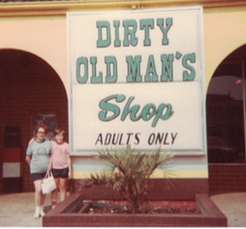 DIRTY
OLD MAN'S
Shop
ADULTS ONLY